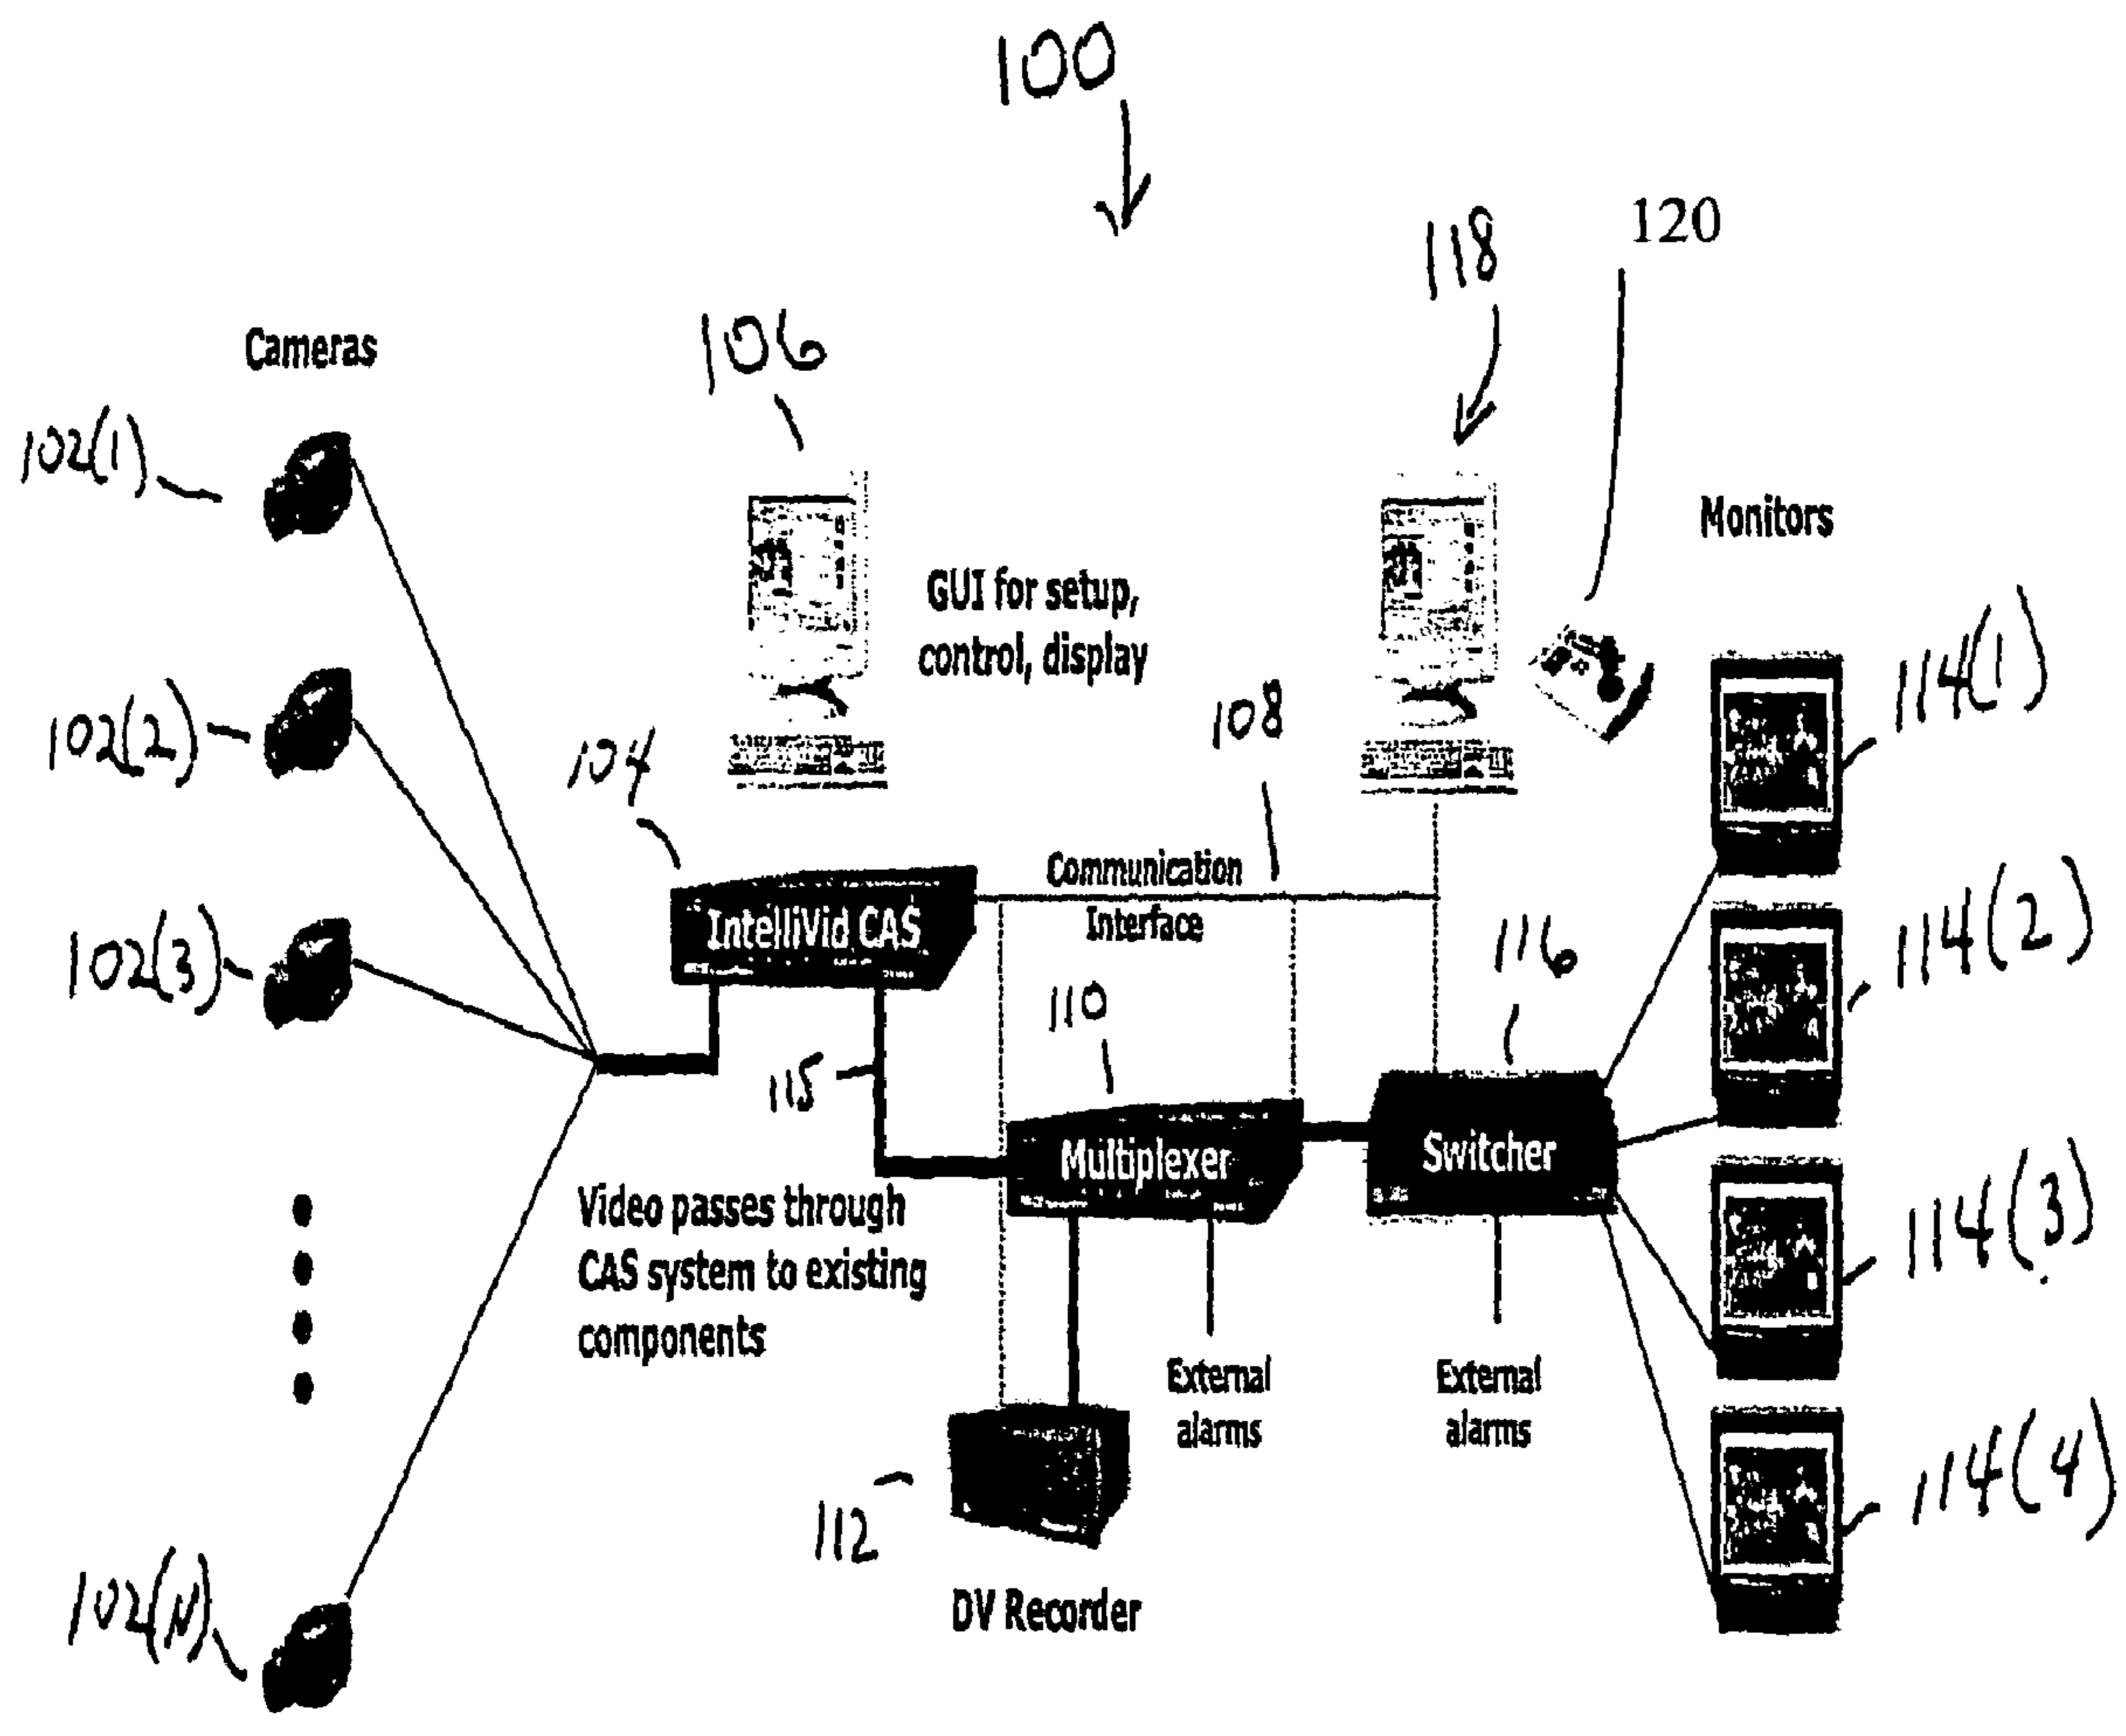 100
118
120
106
Cameras
102(1)
Monitors
GUI for setup,
control, display
114(1)
102(2)
104
108
Communication
Interface
IntelliVid CAS
114(2)
102(3)
110
116
115
Multiplexer
Switcher
Video passes through
CAS system to existing
components
114(3)
External
alarms
External
alarms
112
114(4)
DV Recorder
102(N)